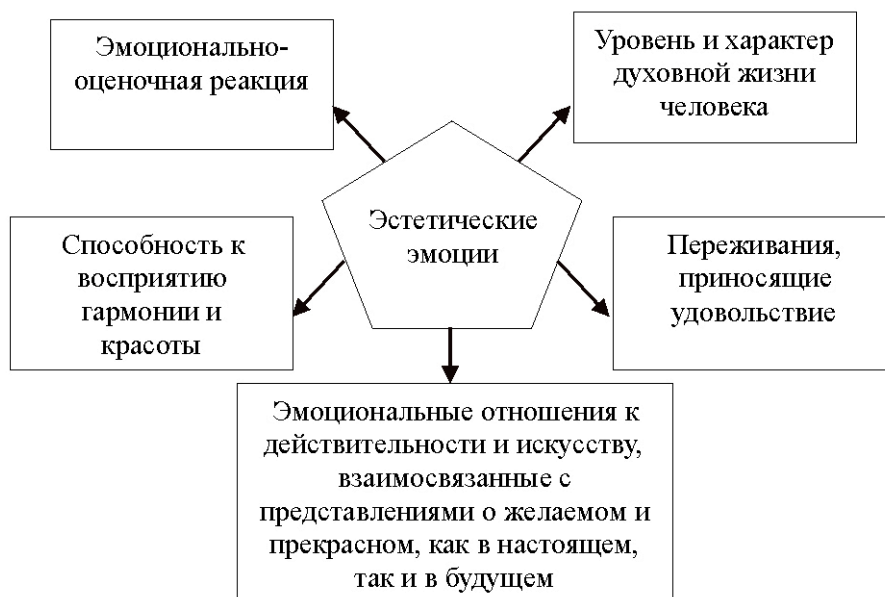 Эмоционально-
оценочная реакция
Уровень и характер
духовной жизни
человека
Эстетические
эмоции
Способность к
восприятию
гармонии и
красоты
Переживания,
приносящие
удовольствие
Эмоциональные отношения к
действительности и искусству,
взаимосвязанные с
представлениями о желаемом и
прекрасном, как в настоящем,
так и в будущем